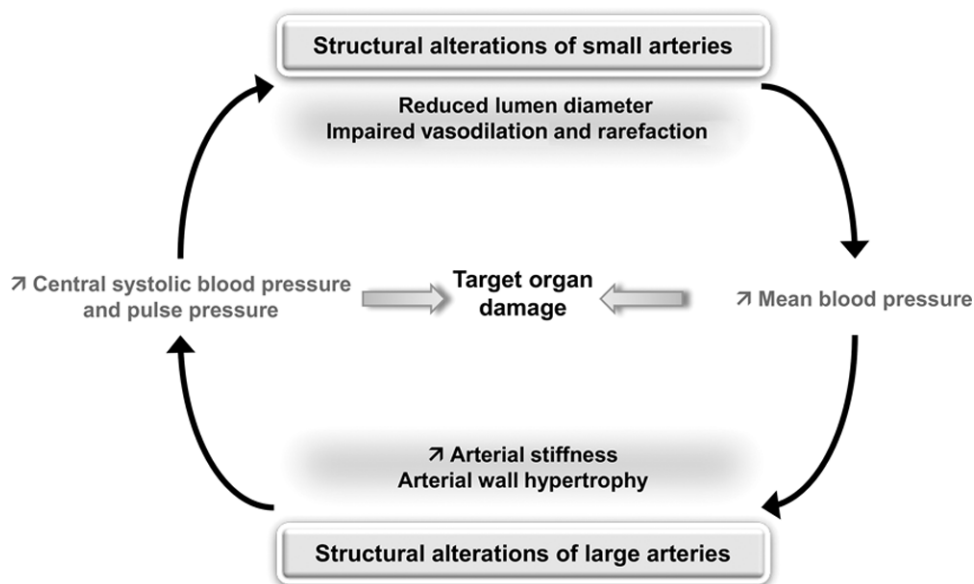 Structural alterations of small arteries
Reduced lumen diameter
Impaired vasodilation and rarefaction
↗ Central systolic blood pressure
and pulse pressure
Target organ
damage
↗ Mean blood pressure
↗ Arterial stiffness
Arterial wall hypertrophy
Structural alterations of large arteries